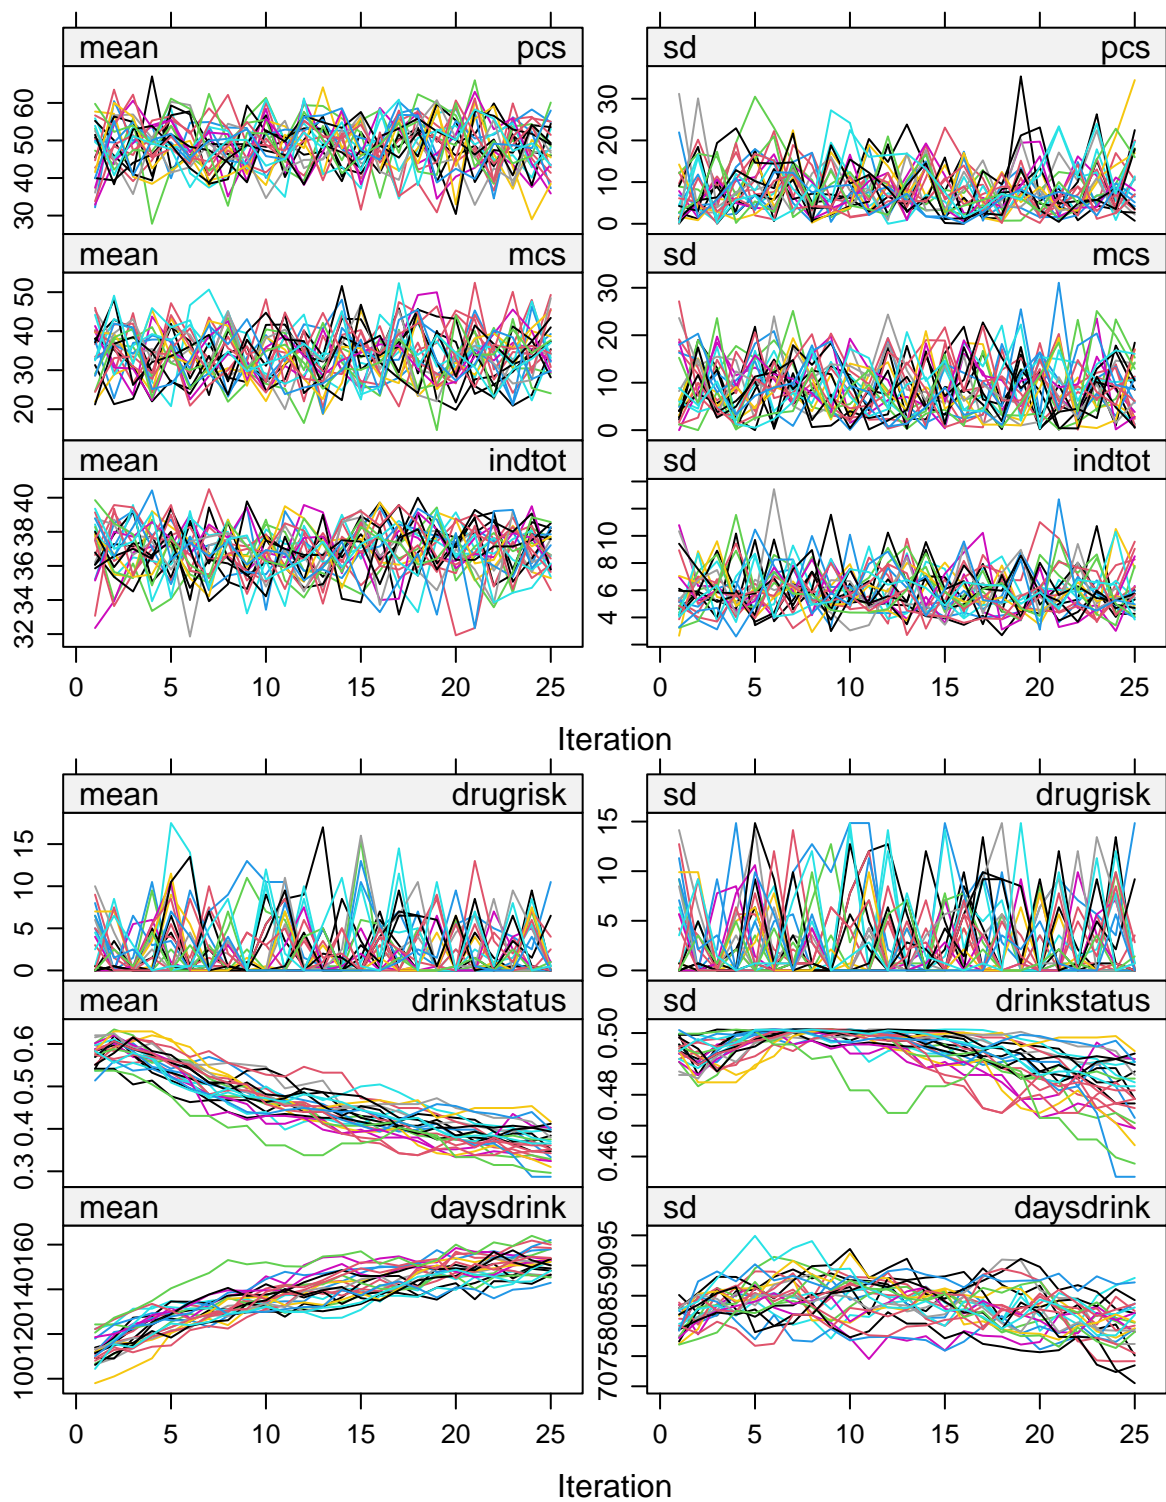 mean pcs sd pcs
30 40 50 60
0 10 20 30
mean mcs sd mcs
20 30 40 50
0 10 20 30
mean indtot sd indtot
32 34 36 38 40
4 6 8 10
0 5 10 15 20 25 0 5 10 15 20 25
Iteration
mean drugrisk sd drugrisk
0 5 10 15
0 5 10 15
mean drinkstatus sd drinkstatus
0.3 0.4 0.5 0.6
0.46 0.48 0.50
mean daysdrink sd daysdrink
100 120 140 160
70 75 80 85 90 95
0 5 10 15 20 25 0 5 10 15 20 25
Iteration